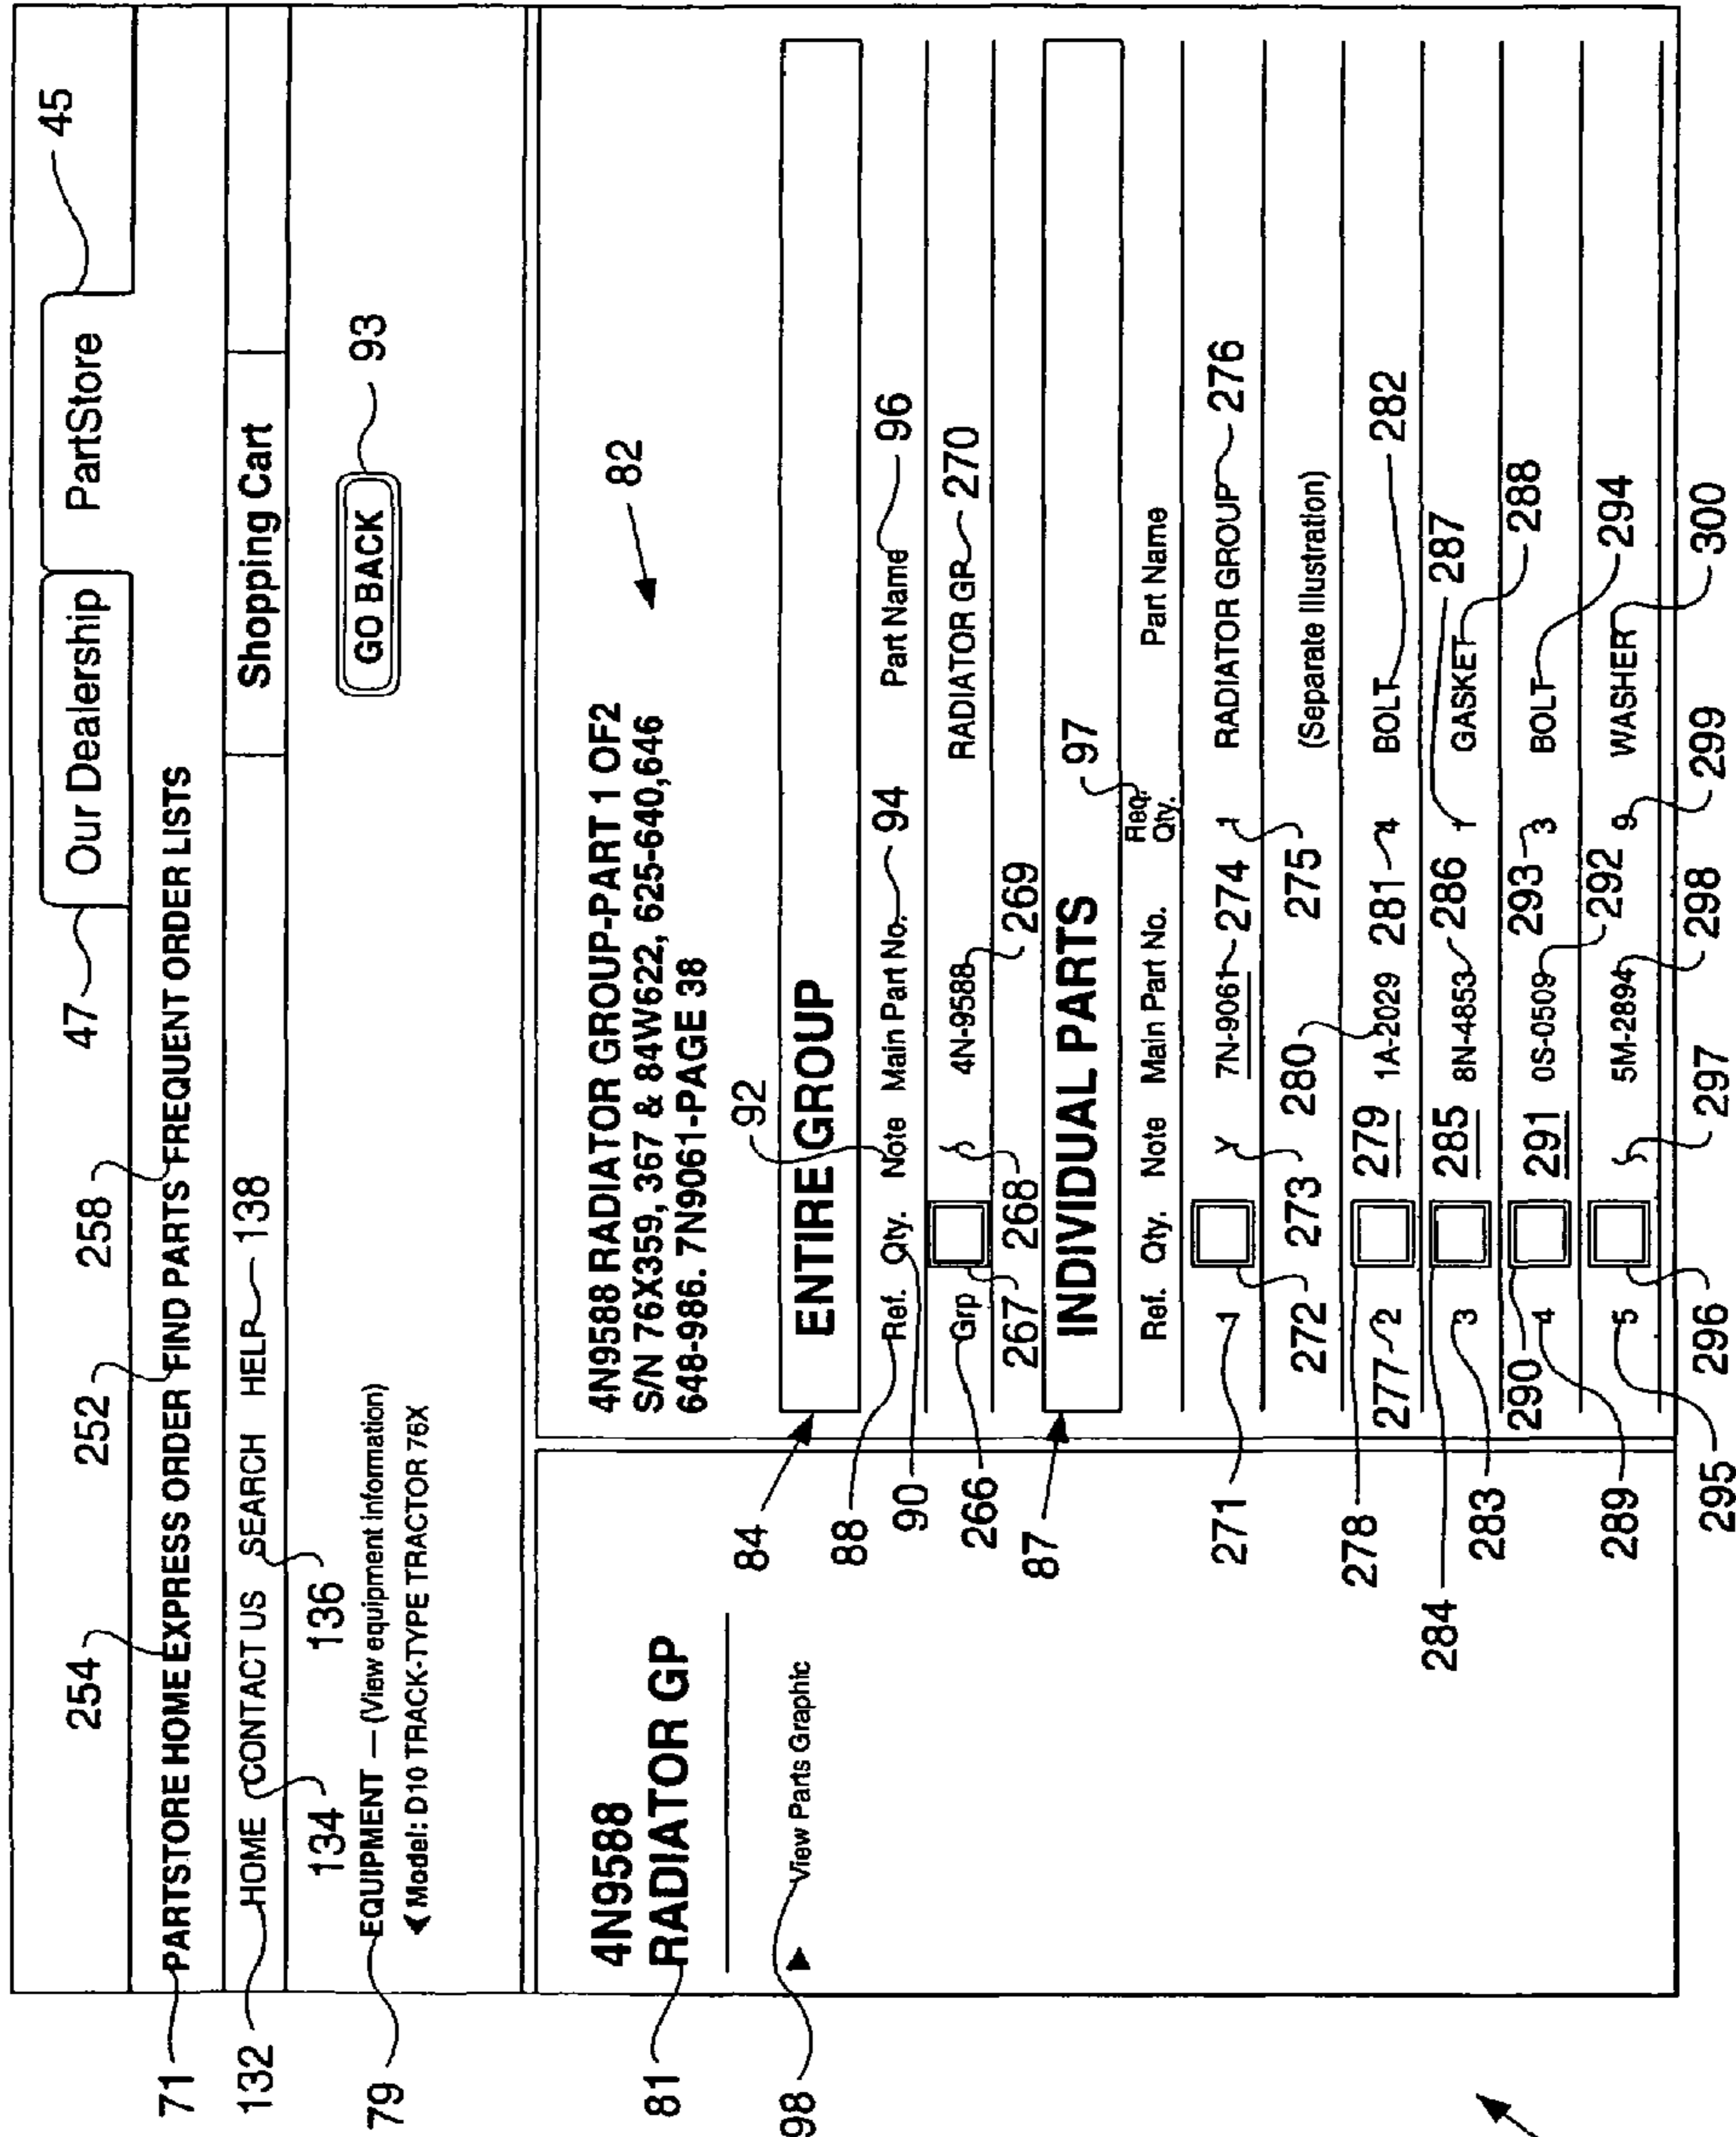 254 252 258 47 Our Dealership PartStore 45
71 PARTSTORE HOME EXPRESS ORDER FIND PARTS FREQUENT ORDER LISTS
132 HOME CONTACT US SEARCH HELP 138 Shopping Cart
134 136
79 EQUIPMENT — (View equipment information) GO BACK 93
Model: D10 TRACK-TYPE TRACTOR 76X
4N9588
81 RADIATOR GP
98 View Parts Graphic
4N9588 RADIATOR GROUP-PART 1 OF2
S/N 76X359, 367 & 84W622, 625-640,646
648-986. 7N9061-PAGE 38
82
84 ENTIRE GROUP 92
88 Ref. Qty. Note Main Part No. 94 Part Name 96
90
266 Grp 4N-9588 RADIATOR GR 270
267 268 269
87 INDIVIDUAL PARTS 97
Ref. Qty. Note Main Part No. Req. Qty. Part Name
271 1 Y 7N-9061 274 1 RADIATOR GROUP 276
272 273 280 275 (Separate Illustration)
278 277 2 279 1A-2029 281 4 BOLT 282
284 3 285 8N-4853 286 1 287 GASKET 288
283 290 4 291 0S-0509 293 3 BOLT 294
289 5 292 5M-2894 9 WASHER 300
295 296 297 298 299